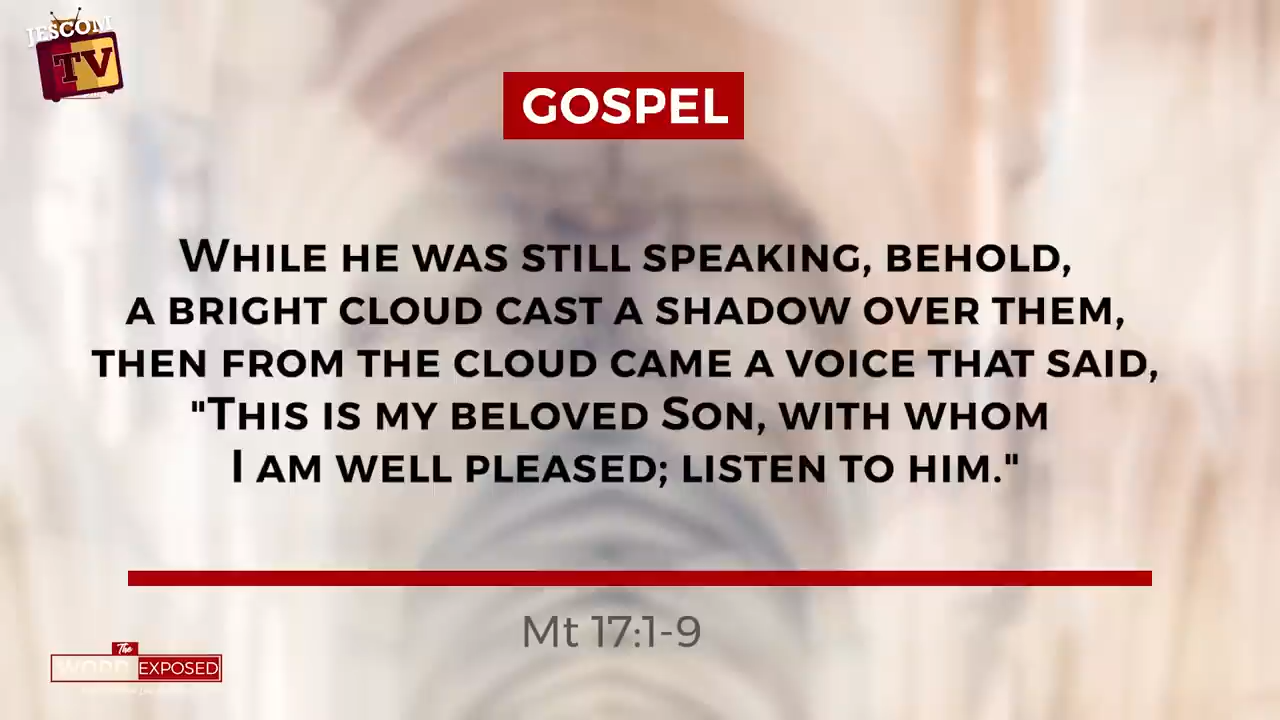 JESCOM
TV
GOSPEL
WHILE HE WAS STILL SPEAKING, BEHOLD,
A BRIGHT CLOUD CAST A SHADOW OVER THEM,
THEN FROM THE CLOUD CAME A VOICE THAT SAID,
"THIS IS MY BELOVED SON, WITH WHOM
I AM WELL PLEASED; LISTEN TO HIM."
Mt 17:1-9
The
WORD EXPOSED